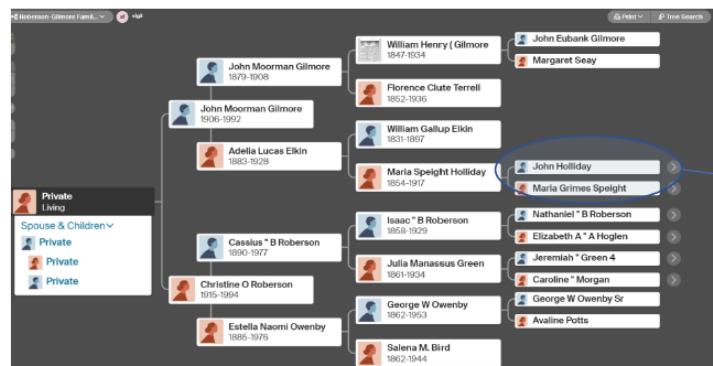 Roberson-Gilmore Famil...
Print
Tree Search
John Moorman Gilmore
1879-1908
William Henry ( Gilmore
1847-1934
John Eubank Gilmore
Margaret Seay
Florence Clute Terrell
1852-1936
John Moorman Gilmore
1906-1992
William Gallup Elkin
1831-1897
Adelia Lucas Elkin
1883-1928
Maria Speight Holliday
1854-1917
John Holliday
Maria Grimes Speight
Private
Living
Spouse & Children
Private
Private
Private
Cassius " B Roberson
1890-1977
Isaac " B Roberson
1858-1929
Nathaniel " B Roberson
Elizabeth A " A Hoglen
Julia Manassus Green
1861-1934
Jeremiah " Green 4
Caroline " Morgan
Christine O Roberson
1915-1994
George W Owenby
1862-1953
George W Owenby Sr
Avaline Potts
Estella Naomi Owenby
1885-1976
Salena M. Bird
1862-1944